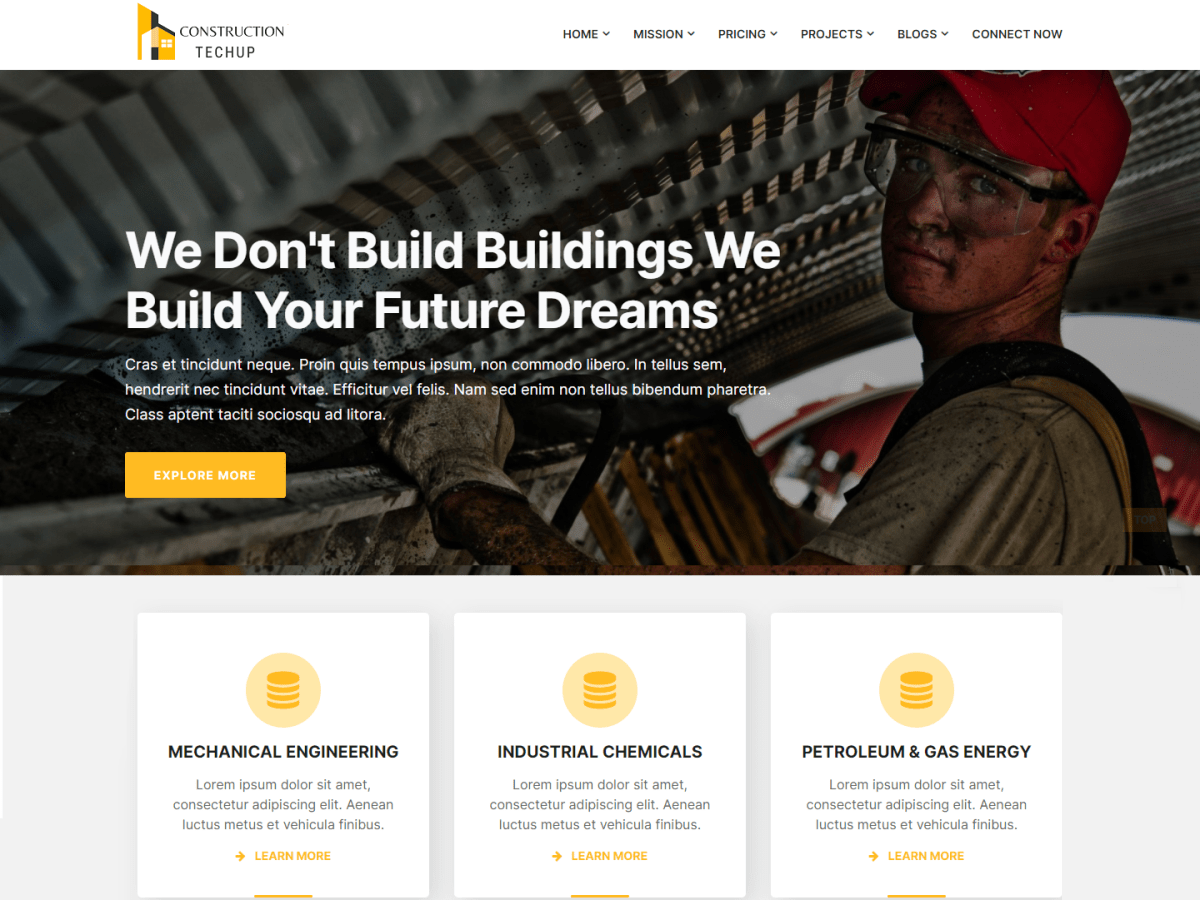 CONSTRUCTION
TECHUP
HOME MISSION PRICING PROJECTS BLOGS CONNECT NOW
We Don't Build Buildings We
Build Your Future Dreams
Cras et tincidunt neque. Proin quis tempus ipsum, non commodo libero. In tellus sem,
hendrerit nec tincidunt vitae. Efficitur vel felis. Nam sed enim non tellus bibendum pharetra.
Class aptent taciti sociosqu ad litora.
EXPLORE MORE
TOP
MECHANICAL ENGINEERING
Lorem ipsum dolor sit amet,
consectetur adipiscing elit. Aenean
luctus metus et vehicula finibus.
LEARN MORE
INDUSTRIAL CHEMICALS
Lorem ipsum dolor sit amet,
consectetur adipiscing elit. Aenean
luctus metus et vehicula finibus.
LEARN MORE
PETROLEUM & GAS ENERGY
Lorem ipsum dolor sit amet,
consectetur adipiscing elit. Aenean
luctus metus et vehicula finibus.
LEARN MORE